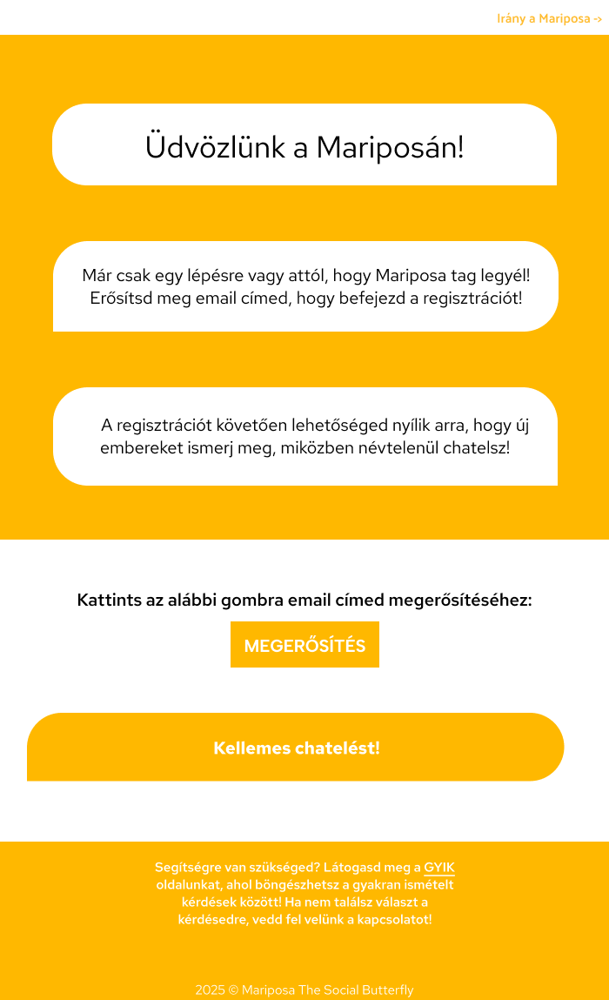 Irány a Mariposa ->
Üdvözlünk a Mariposán!
Már csak egy lépésre vagy attól, hogy Mariposa tag legyél!
Erősítsd meg email címed, hogy befejezd a regisztrációt!
A regisztrációt követően lehetőséged nyílik arra, hogy új
embereket ismerj meg, miközben névtelenül chatelsz!
Kattints az alábbi gombra email címed megerősítéséhez:
MEGERŐSÍTÉS
Kellemes chatelést!
Segítségre van szükséged? Látogasd meg a GYIK
oldalunkat, ahol böngészhetsz a gyakran ismételt
kérdések között! Ha nem találsz választ a
kérdésedre, vedd fel velünk a kapcsolatot!
2025 © Mariposa The Social Butterfly